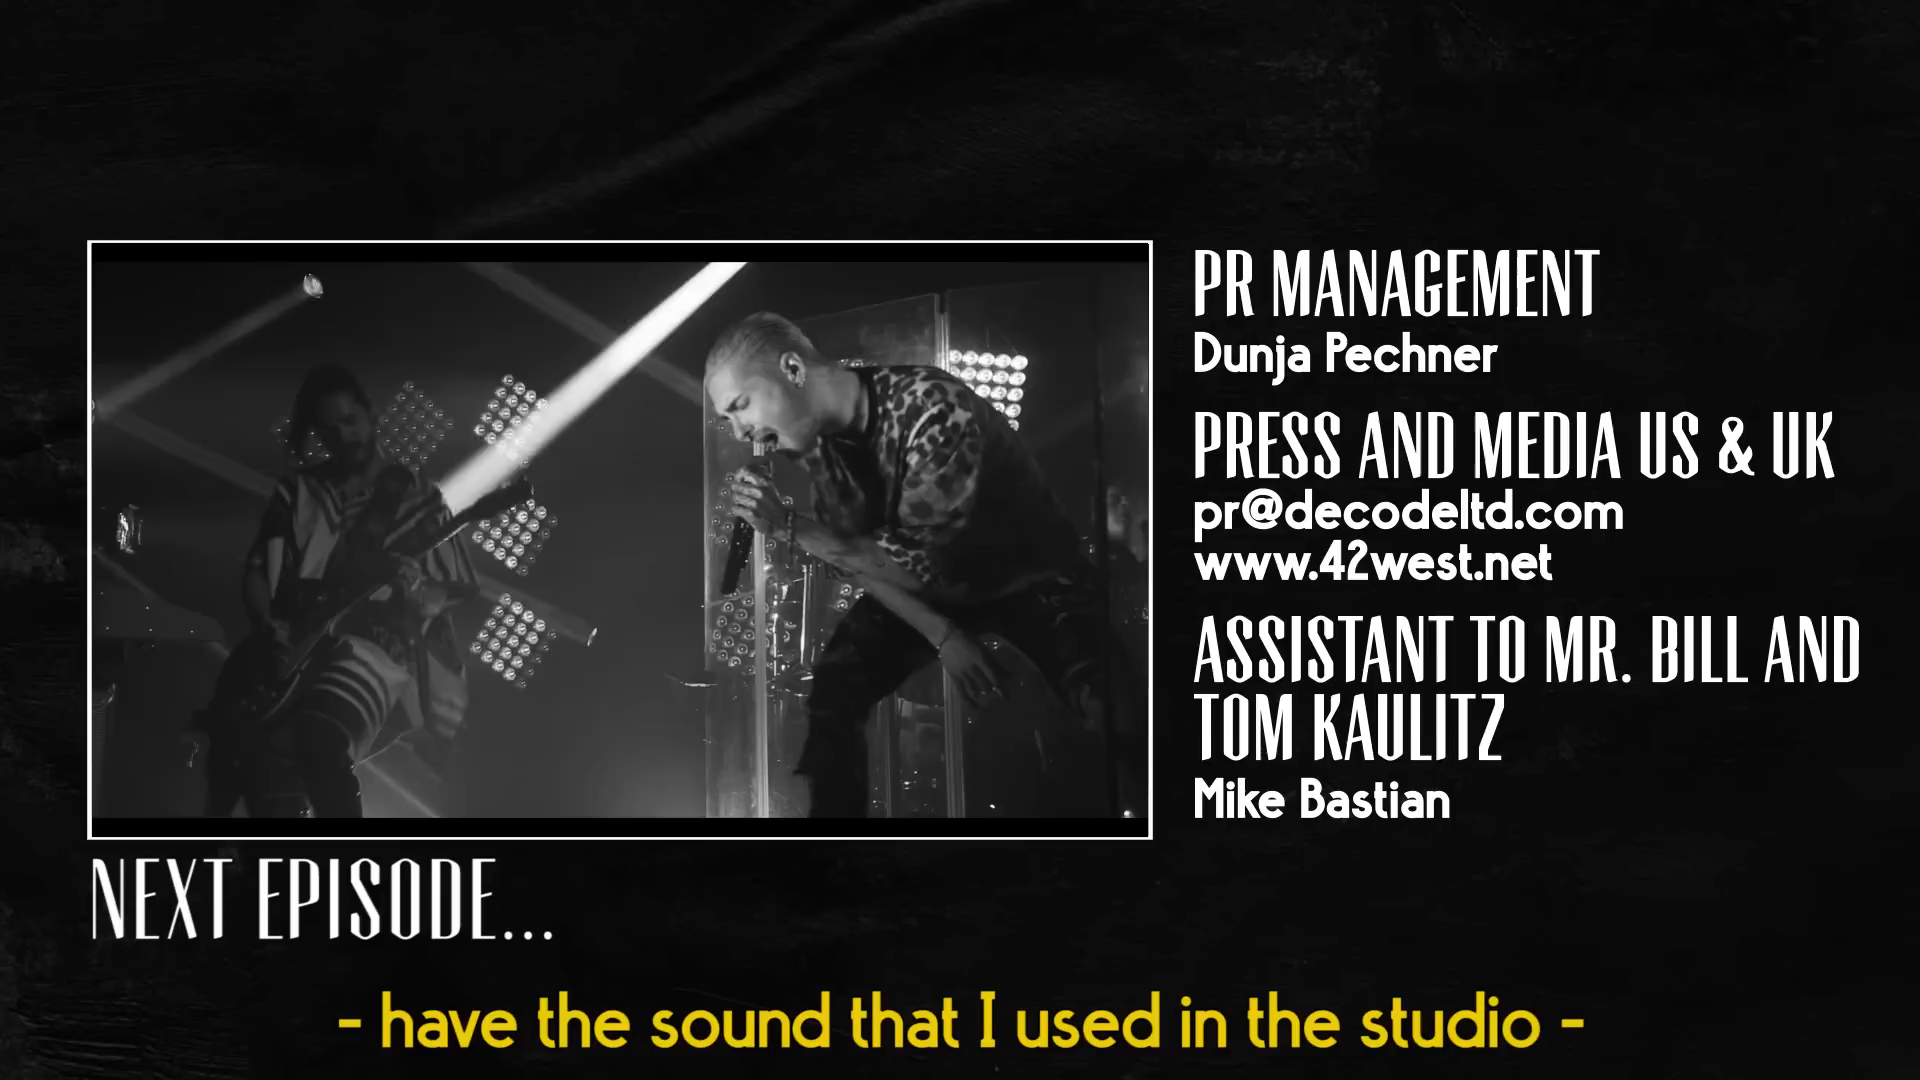 PR MANAGEMENT
Dunja Pechner
PRESS AND MEDIA US & UK
pr@decodeltd.com
www.42west.net
ASSISTANT TO MR. BILL AND
TOM KAULITZ
Mike Bastian
NEXT EPISODE...
- have the sound that I used in the studio -